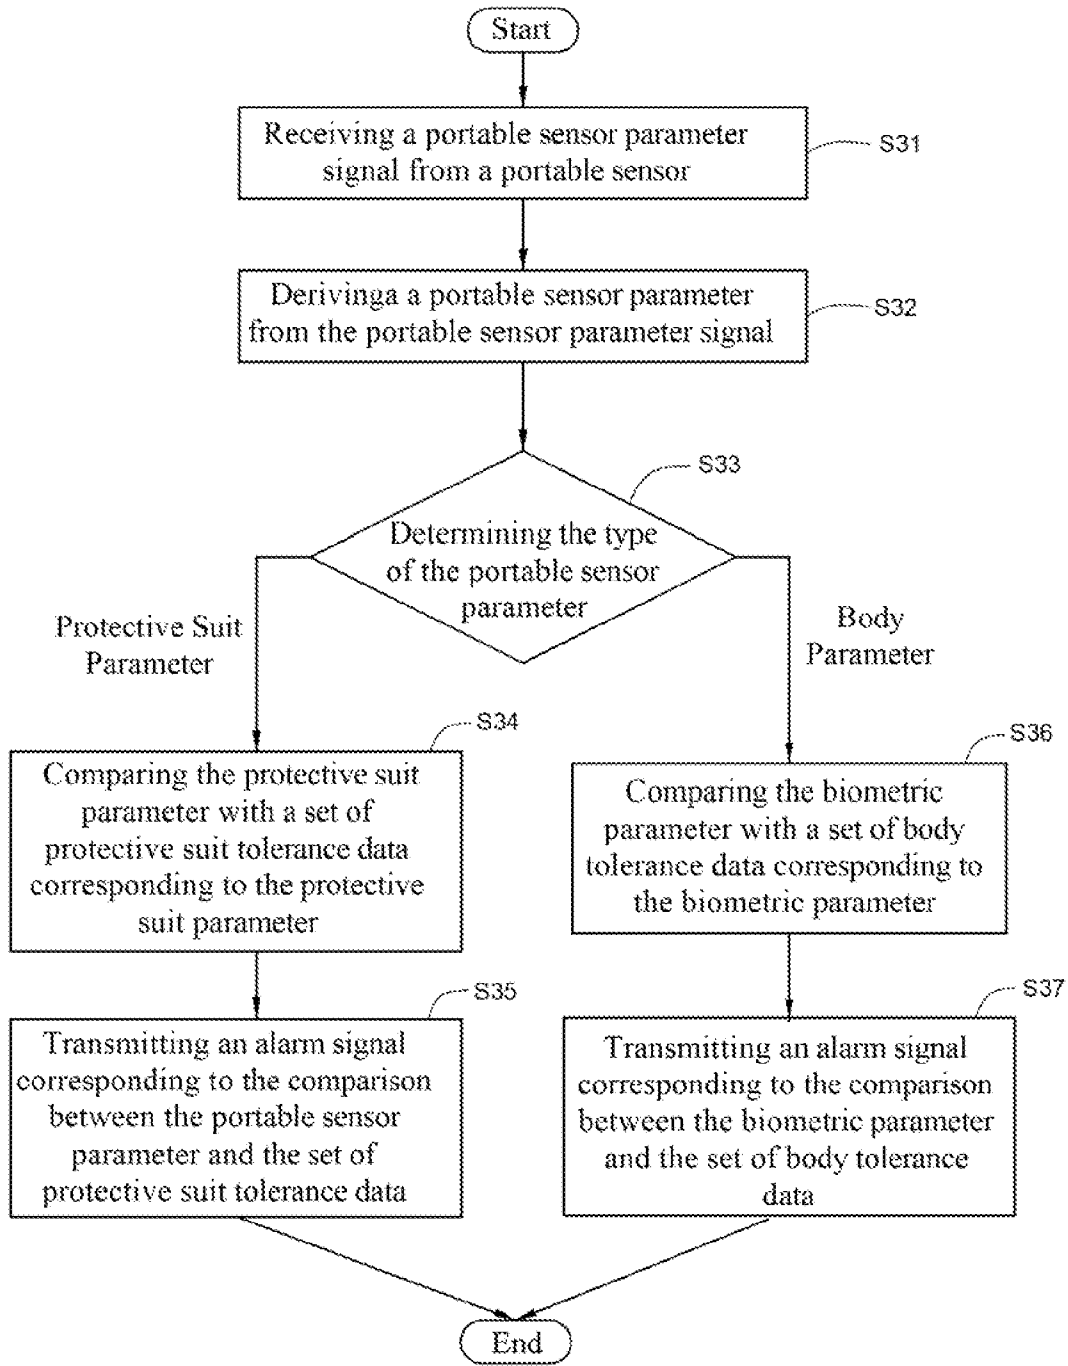 Start
Receiving a portable sensor parameter
signal from a portable sensor
S31
Derivinga a portable sensor parameter
from the portable sensor parameter signal
S32
S33
Determining the type
of the portable sensor
parameter
Protective Suit
Parameter
Body
Parameter
S34
Comparing the protective suit
parameter with a set of
protective suit tolerance data
corresponding to the protective
suit parameter
S36
Comparing the biometric
parameter with a set of body
tolerance data corresponding to
the biometric parameter
S35
Transmitting an alarm signal
corresponding to the comparison
between the portable sensor
parameter and the set of
protective suit tolerance data
S37
Transmitting an alarm signal
corresponding to the comparison
between the biometric parameter
and the set of body tolerance
data
End